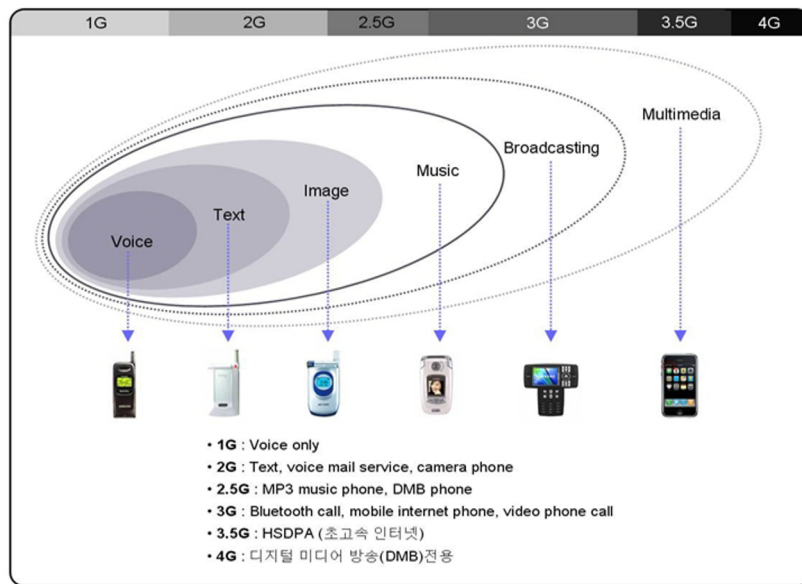 1G 2G 2.5G 3G 3.5G 4G
Multimedia
Broadcasting
Music
Image
Text
Voice
• 1G : Voice only
• 2G : Text, voice mail service, camera phone
• 2.5G : MP3 music phone, DMB phone
• 3G : Bluetooth call, mobile internet phone, video phone call
• 3.5G : HSDPA (초고속 인터넷)
• 4G : 디지털 미디어 방송(DMB)전용